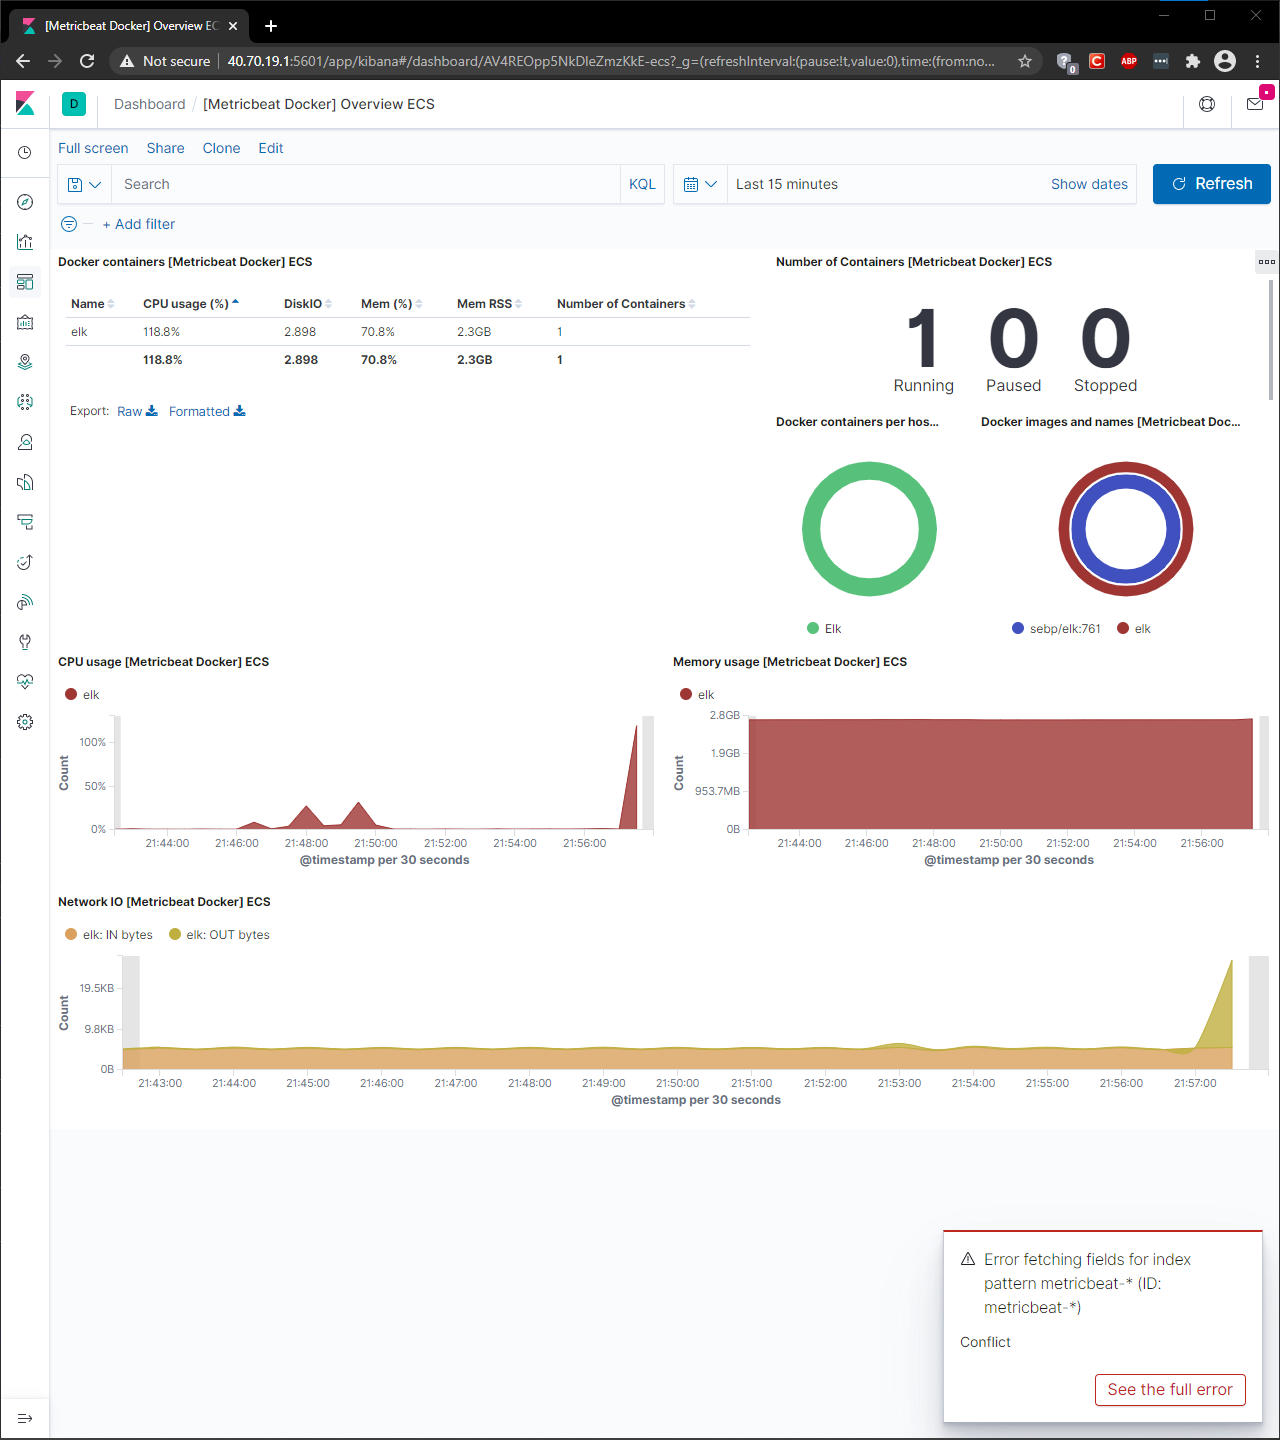 [Metricbeat Docker] Overview EC
Not secure | 40.70.19.1:5601/app/kibana#/dashboard/AV4REOpp5NkDleZmzKkE-ecs?_g=(refreshInterval:(pause:!t,value:0),time:(from:no...
0
C
ABP
D
Dashboard / [Metricbeat Docker] Overview ECS
Full screen Share Clone Edit
Search KQL Last 15 minutes Show dates Refresh
+ Add filter
Docker containers [Metricbeat Docker] ECS
Name CPU usage (%) DiskIO Mem (%) Mem RSS Number of Containers
elk 118.8% 2.898 70.8% 2.3GB 1
118.8% 2.898 70.8% 2.3GB 1
Export: Raw Formatted
Number of Containers [Metricbeat Docker] ECS
1 0 0
Running Paused Stopped
Docker containers per hos...
Elk
Docker images and names [Metricbeat Doc...
sebp/elk:761 elk
CPU usage [Metricbeat Docker] ECS
elk
100%
50%
0%
Count
21:44:00 21:46:00 21:48:00 21:50:00 21:52:00 21:54:00 21:56:00
@timestamp per 30 seconds
Memory usage [Metricbeat Docker] ECS
elk
2.8GB
1.9GB
953.7MB
0B
Count
21:44:00 21:46:00 21:48:00 21:50:00 21:52:00 21:54:00 21:56:00
@timestamp per 30 seconds
Network IO [Metricbeat Docker] ECS
elk: IN bytes elk: OUT bytes
19.5KB
9.8KB
0B
Count
21:43:00 21:44:00 21:45:00 21:46:00 21:47:00 21:48:00 21:49:00 21:50:00 21:51:00 21:52:00 21:53:00 21:54:00 21:55:00 21:56:00 21:57:00
@timestamp per 30 seconds
Error fetching fields for index
pattern metricbeat-* (ID:
metricbeat-*)
Conflict
See the full error